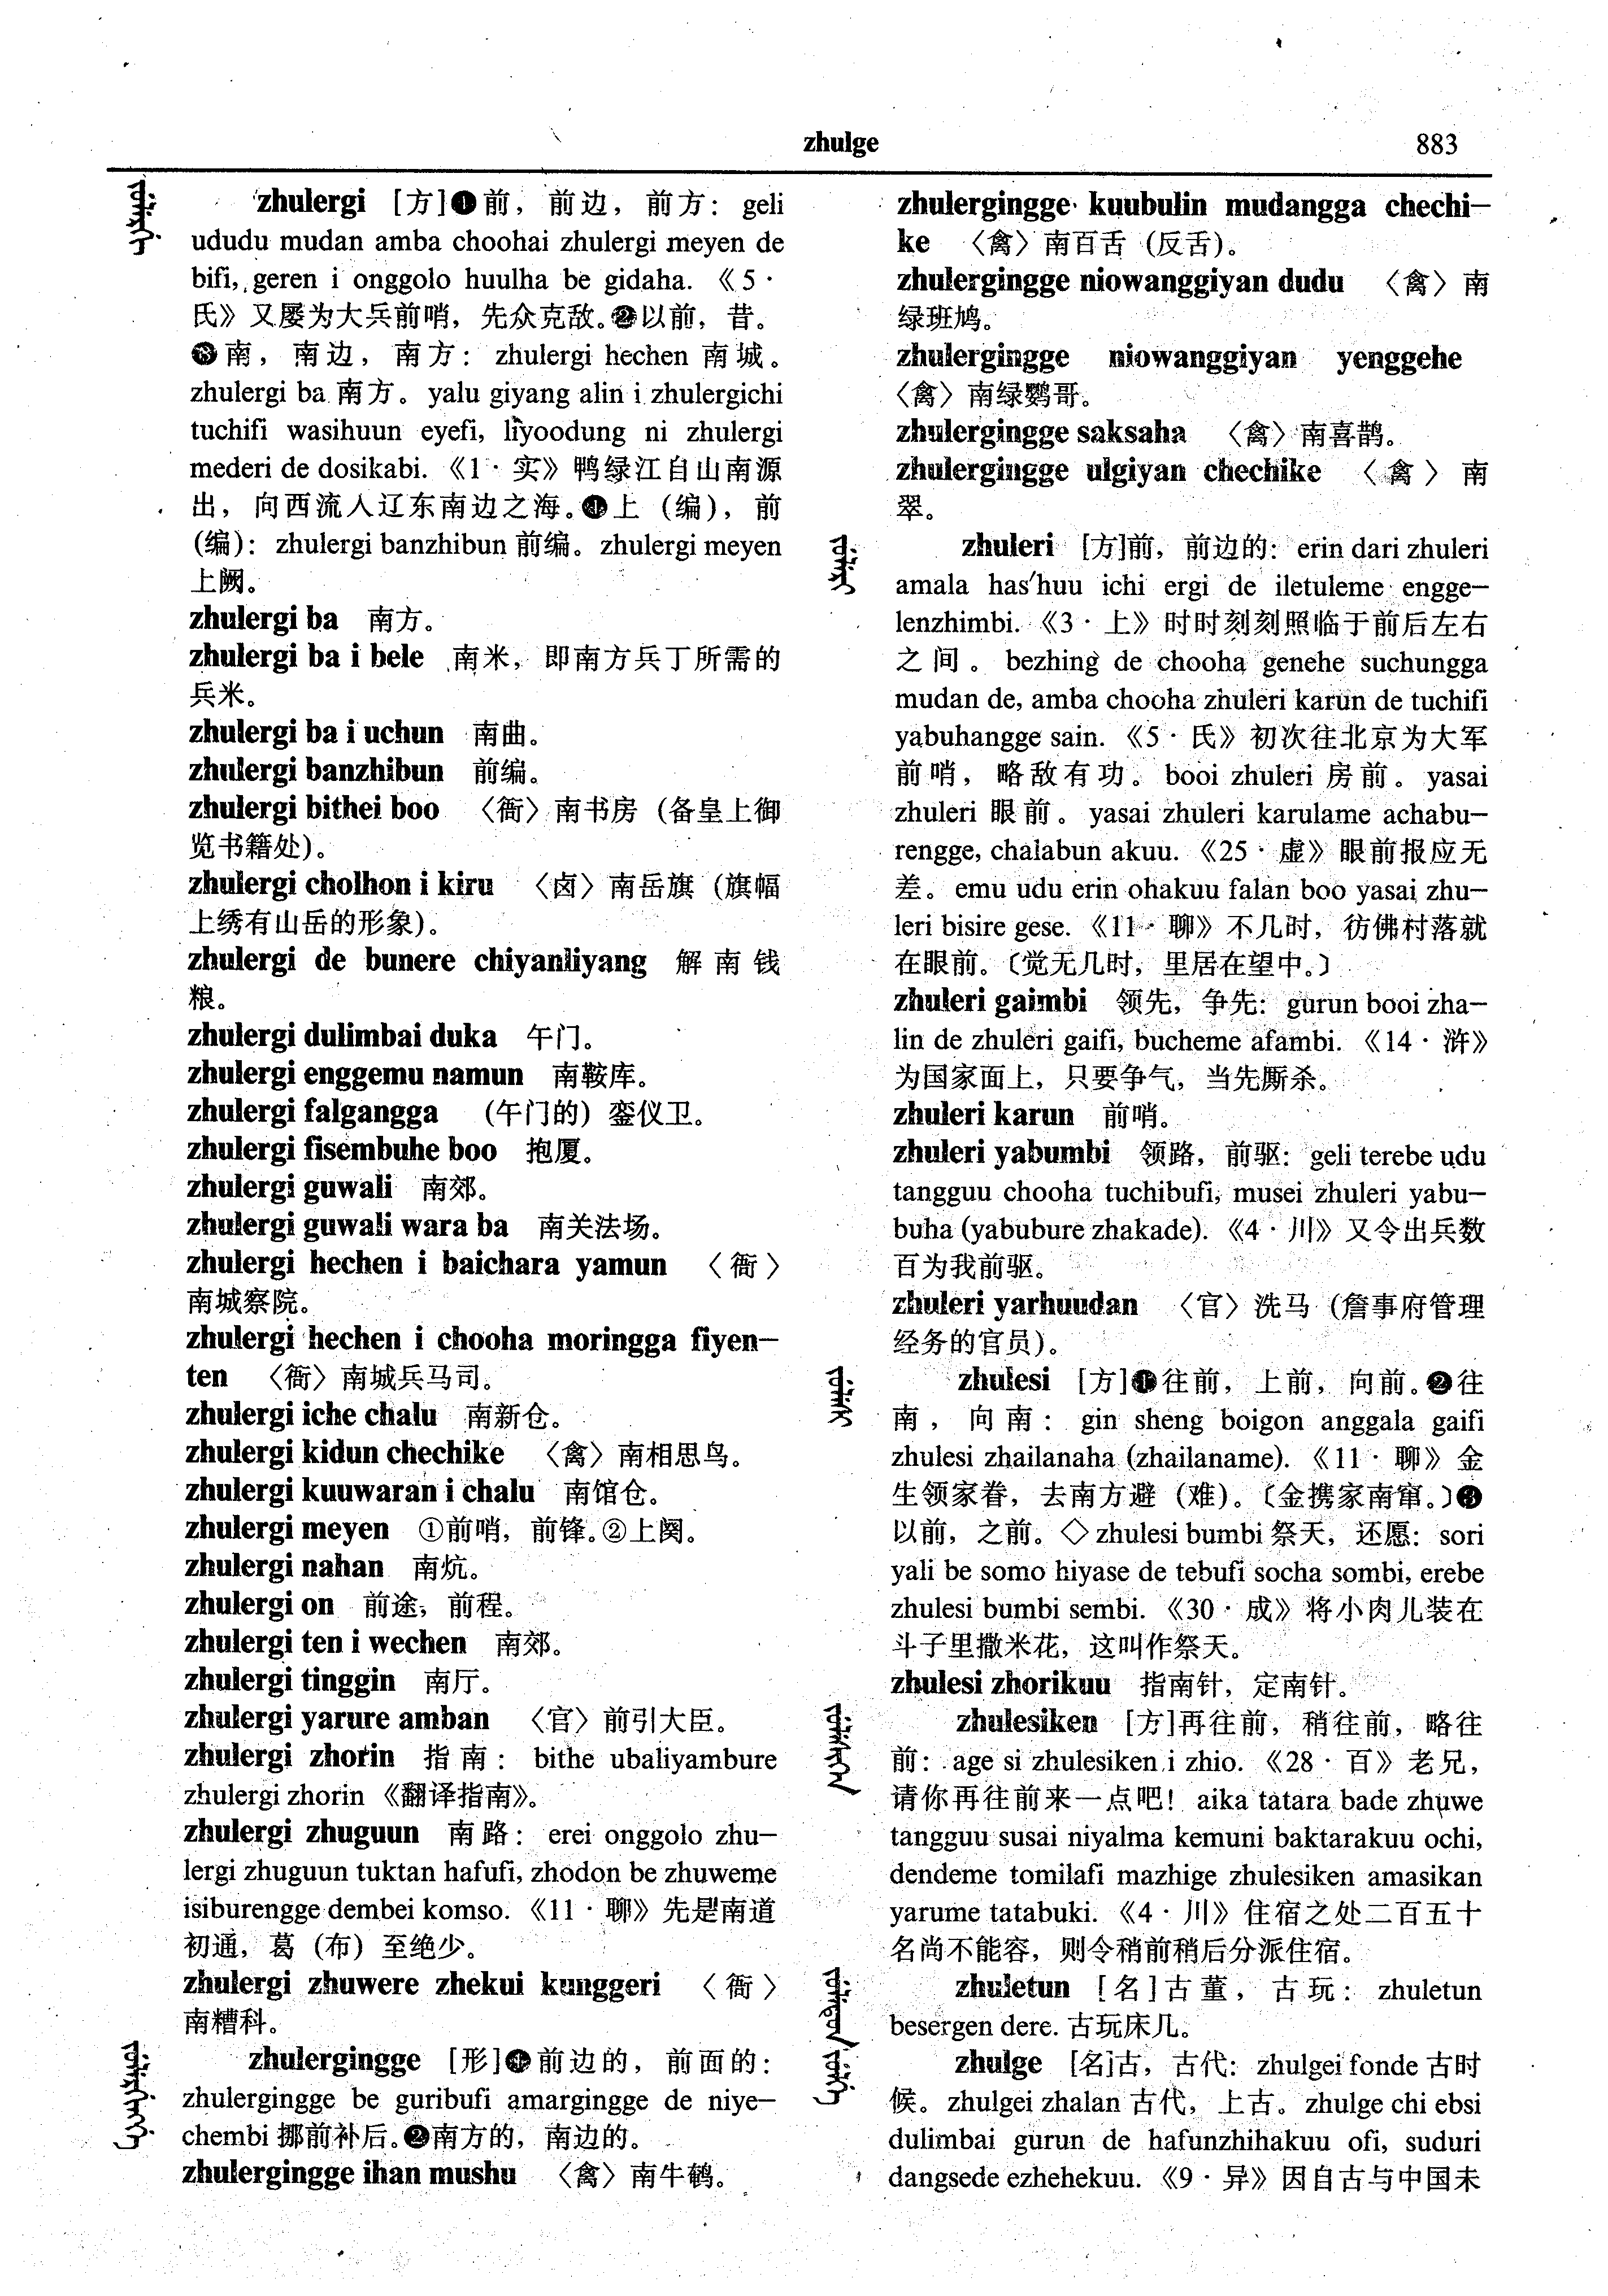 zhulge
883
zhulergi [方]❶前，前边，前方：geli
ududu mudan amba choohai zhulergi meyen de
bifi, geren i onggolo huulha be gidaha.《5·
氏》又屡为大兵前哨，先众克敌。❷以前，昔。
❸南，南边，南方：zhulergi hechen 南城。
zhulergi ba 南方。yalu giyang alin i zhulergichi
tuchifi wasihuun eyefi, liyoodung ni zhulergi
mederi de dosikabi.《1·实》鸭绿江自山南源
出，向西流人辽东南边之海。❹上（编），前
（编）：zhulergi banzhibun 前编。zhulergi meyen
上阙。
zhulergi ba 南方。
zhulergi ba i bele 南米，即南方兵丁所需的
兵米。
zhulergi ba i uchun 南曲。
zhulergi banzhibun 前编。
zhulergi bithei boo 〈衙〉南书房（备皇上御
览书籍处）。
zhulergi cholhon i kiru 〈卤〉南岳旗（旗幅
上绣有山岳的形象）。
zhulergi de bunere chiyanliyang 解南钱
粮。
zhulergi dulimbai duka 午门。
zhulergi enggemu namun 南鞍库。
zhulergi falgangga （午门的）銮仪卫。
zhulergi fisembuhe boo 抱厦。
zhulergi guwali 南郊。
zhulergi guwali wara ba 南关法场。
zhulergi hechen i baichara yamun 〈衙〉
南城察院。
zhulergi hechen i chooha moringga fiyen–
ten 〈衙〉南城兵马司。
zhulergi iche chalu 南新仓。
zhulergi kidun chechike 〈禽〉南相思鸟。
zhulergi kuuwaran i chalu 南馆仓。
zhulergi meyen ①前哨，前锋。②上阕。
zhulergi nahan 南炕。
zhulergi on 前途，前程。
zhulergi ten i wechen 南郊。
zhulergi tinggin 南厅。
zhulergi yarure amban 〈官〉前引大臣。
zhulergi zhorin 指南：bithe ubaliyambure
zhulergi zhorin《翻译指南》。
zhulergi zhuguun 南路：erei onggolo zhu–
lergi zhuguun tuktan hafufi, zhodon be zhuweme
isiburengge dembei komso.《11·聊》先是南道
初通，葛（布）至绝少。
zhulergi zhuwere zhekui kunggeri 〈衙〉
南糟科。
zhulergingge [形]❶前边的，前面的：
zhulergingge be guribufi amargingge de niye–
chembi 挪前补后。❷南方的，南边的。
zhulergingge ihan mushu 〈禽〉南牛鹌。
zhulergingge kuubulin mudangga chechi–
ke 〈禽〉南百舌（反舌）。
zhulergingge niowanggiyan dudu 〈禽〉南
绿班鸠。
zhulergingge niowanggiyan yenggehe
〈禽〉南绿鹦哥。
zhulergingge saksaha 〈禽〉南喜鹊。
zhulergingge ulgiyan chechike 〈禽〉南
翠。
zhuleri [方]前，前边的：erin dari zhuleri
amala has'huu ichi ergi de iletuleme engge–
lenzhimbi.《3·上》时时刻刻照临于前后左右
之间。bezhing de chooha genehe suchungga
mudan de, amba chooha zhuleri karun de tuchifi
yabuhangge sain.《5·氏》初次往北京为大军
前哨，略敌有功。booi zhuleri 房前。yasai
zhuleri 眼前。yasai zhuleri karulame achabu–
rengge, chalabun akuu.《25·虚》眼前报应无
差。emu udu erin ohakuu falan boo yasai zhu–
leri bisire gese.《11·聊》不几时，彷佛村落就
在眼前。〔觉无几时，里居在望中。〕
zhuleri gaimbi 领先，争先：gurun booi zha–
lin de zhuleri gaifi, bucheme afambi.《14·浒》
为国家面上，只要争气，当先厮杀。
zhuleri karun 前哨。
zhuleri yabumbi 领路，前驱：geli terebe udu
tangguu chooha tuchibufi, musei zhuleri yabu–
buha (yabubure zhakade).《4·川》又令出兵数
百为我前驱。
zhuleri yarhuudan 〈官〉洗马（詹事府管理
经务的官员）。
zhulesi [方]❶往前，上前，向前。❷往
南，向南：gin sheng boigon anggala gaifi
zhulesi zhailanaha (zhailaname).《11·聊》金
生领家眷，去南方避（难）。〔金携家南窜。〕❸
以前，之前。◇zhulesi bumbi 祭天，还愿：sori
yali be somo hiyase de tebufi socha sombi, erebe
zhulesi bumbi sembi.《30·成》将小肉儿装在
斗子里撒米花，这叫作祭天。
zhulesi zhorikuu 指南针，定南针。
zhulesiken [方]再往前，稍往前，略往
前：age si zhulesiken i zhio.《28·百》老兄，
请你再往前来一点吧！aika tatara bade zhuwe
tangguu susai niyalma kemuni baktarakuu ochi,
dendeme tomilafi mazhige zhulesiken amasikan
yarume tatabuki.《4·川》住宿之处二百五十
名尚不能容，则令稍前稍后分派住宿。
zhuletun [名]古董，古玩：zhuletun
besergen dere. 古玩床几。
zhulge [名]古，古代：zhulgei fonde 古时
候。zhulgei zhalan 古代，上古。zhulge chi ebsi
dulimbai gurun de hafunzhihakuu ofi, suduri
dangsede ezhehekuu.《9·异》因自古与中国未